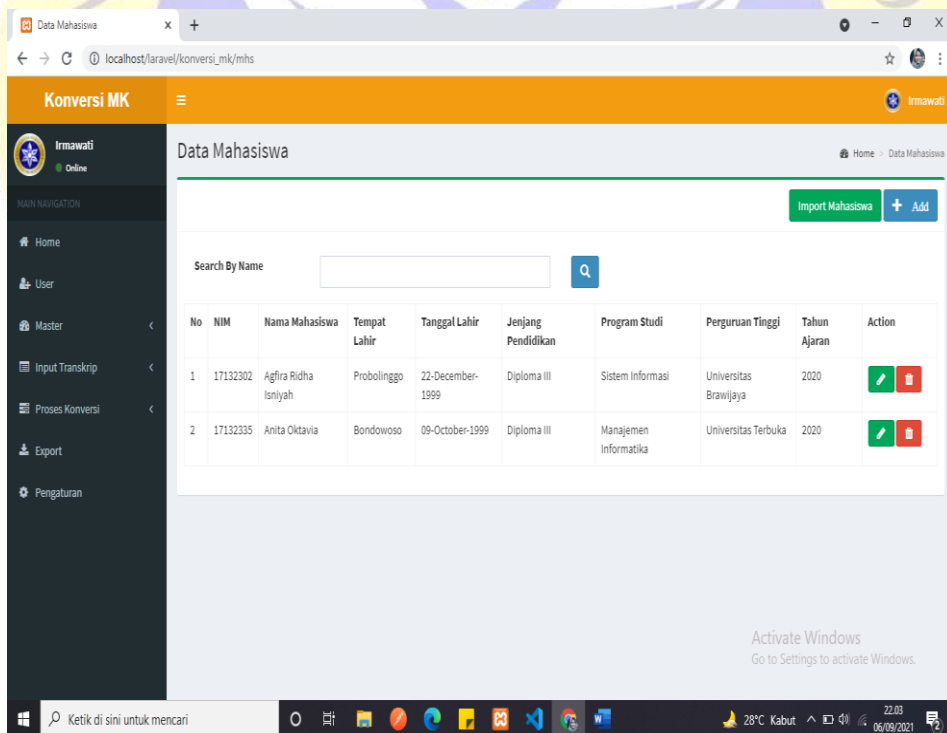 Data Mahasiswa
localhost/laravel/konversi_mk/mhs
Konversi MK
Irmawati
Irmawati
Online
Data Mahasiswa
Home > Data Mahasiswa
MAIN NAVIGATION
Home
User
Master
Input Transkrip
Proses Konversi
Export
Pengaturan
Import Mahasiswa
+ Add
Search By Name
No NIM Nama Mahasiswa Tempat Lahir Tanggal Lahir Jenjang Pendidikan Program Studi Perguruan Tinggi Tahun Ajaran Action
1 17132302 Agfira Ridha Isniyah Probolinggo 22-December-1999 Diploma III Sistem Informasi Universitas Brawijaya 2020
2 17132335 Anita Oktavia Bondowoso 09-October-1999 Diploma III Manajemen Informatika Universitas Terbuka 2020
Activate Windows
Go to Settings to activate Windows.
Ketik di sini untuk mencari
28°C Kabut
22.03
06/09/2021
2